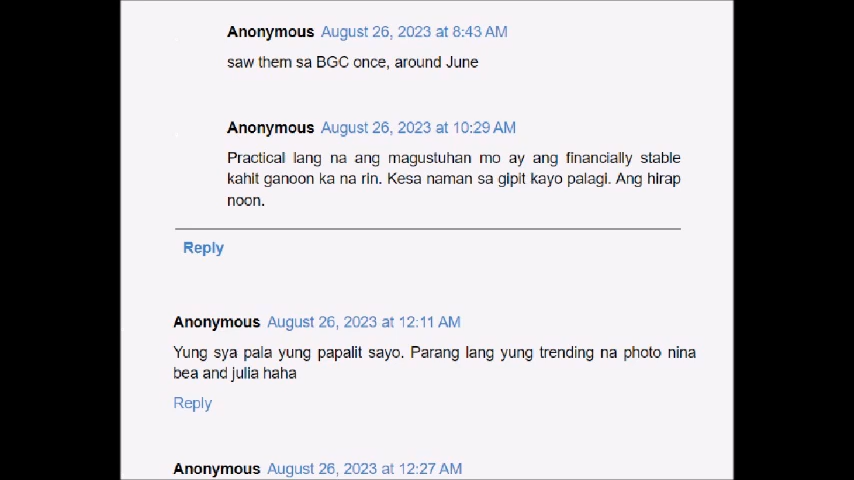 Anonymous August 26, 2023 at 8:43 AM
saw them sa BGC once, around June
Anonymous August 26, 2023 at 10:29 AM
Practical lang na ang magustuhan mo ay ang financially stable
kahit ganoon ka na rin. Kesa naman sa gipit kayo palagi. Ang hirap
noon.
Reply
Anonymous August 26, 2023 at 12:11 AM
Yung sya pala yung papalit sayo. Parang lang yung trending na photo nina
bea and julia haha
Reply
Anonymous August 26, 2023 at 12:27 AM